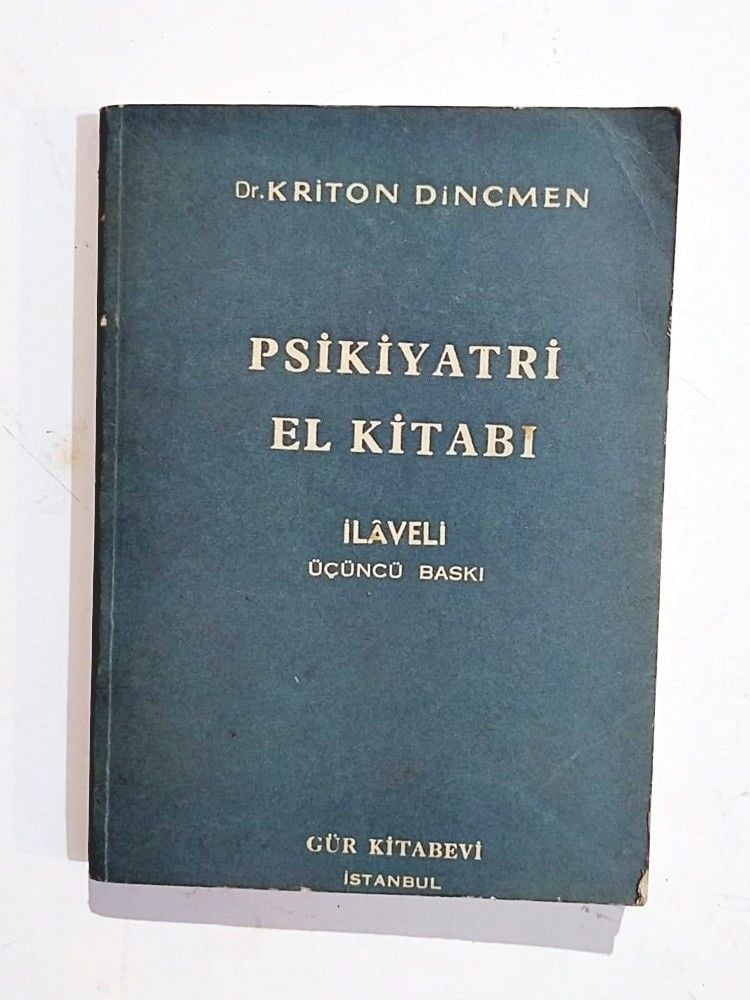 Dr. KRİTON DİNCMEN
PSİKİYATRİ
EL KİTABI
İLÂVELİ
ÜÇÜNCÜ BASKI
GÜR KİTABEVİ
İSTANBUL